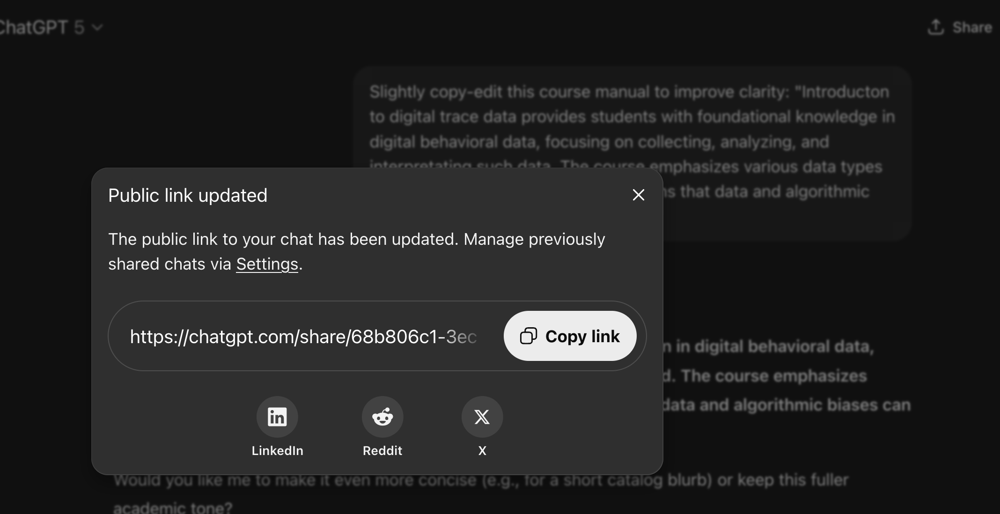 ChatGPT 5
Share
Slightly copy-edit this course manual to improve clarity: "Introducton
to digital trace data provides students with foundational knowledge in
digital behavioral data, focusing on collecting, analyzing, and
interpretating such data. The course emphasizes various data types
that data and algorithmic
Public link updated
The public link to your chat has been updated. Manage previously
shared chats via Settings.
https://chatgpt.com/share/68b806c1-3ec
Copy link
in digital behavioral data,
The course emphasizes
data and algorithmic biases can
LinkedIn
Reddit
X
Would you like me to make it even more concise (e.g., for a short catalog blurb) or keep this fuller
academic tone?